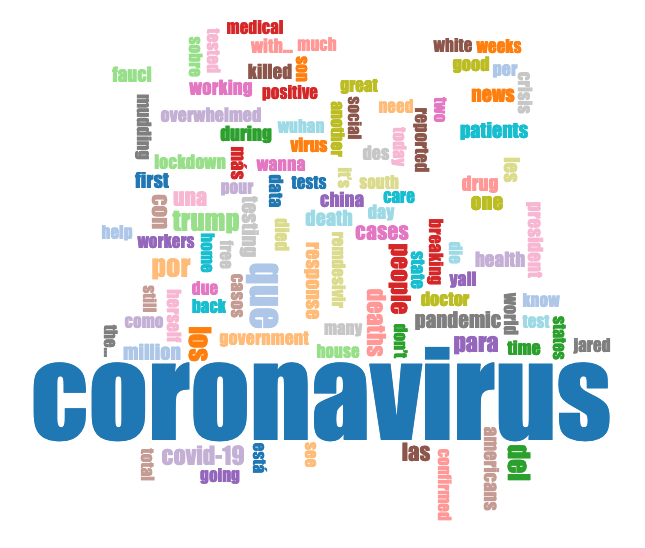 medical
with... much
white weeks
sobre
tested
killed
son
good per
fauci
working
positive
great
crisis
news
mudding
overwhelmed
wuhan
another
social
need
two
reported
during
virus
today
patients
lockdown
más
wanna
des
les
first
pour
data
tests
it's
south
drug
con
una
china
care
one
trump
testing
death
day
president
help
workers
home
free
died
cases
breaking
die
health
por
que
response
remdesivir
people
state
yall
still
herself
due
cases
deaths
doctor
world
know
back
como
los
many
don't
pandemic
test
states
the...
government
para
time
jared
million
house
coronavirus
total
covid-19
está
see
las
confirmed
americans
del
going